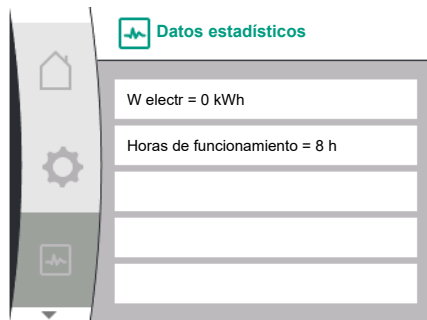 Datos estadísticos
W electr = 0 kWh
Horas de funcionamiento = 8 h